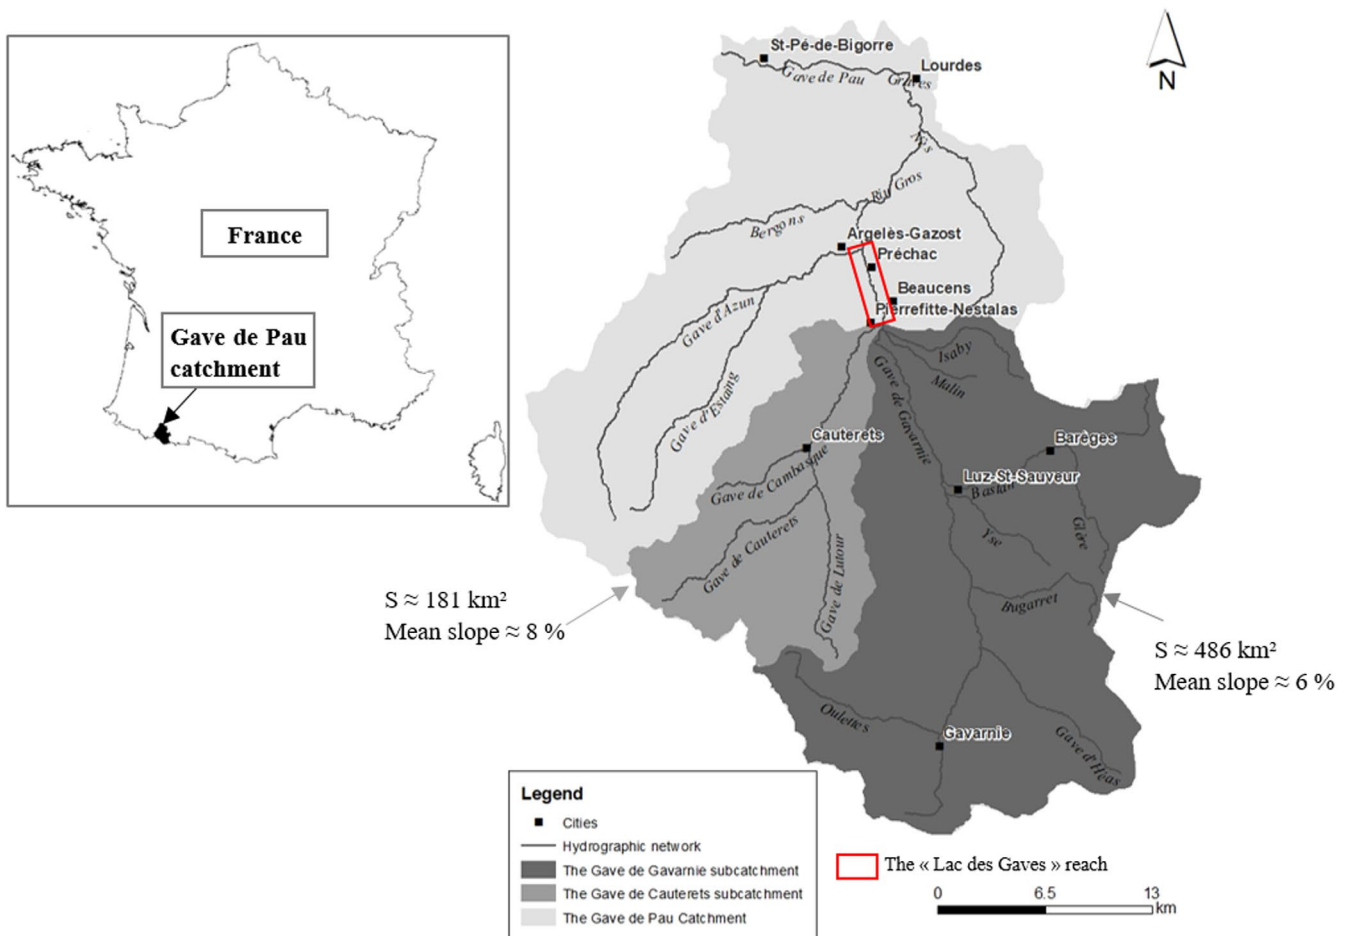 France
Gave de Pau
catchment
St-Pé-de-Bigorre
Gave de Pau
Graves
Lourdes
N
Nès
Riu Gros
Bergons
Argelès-Gazost
Préchac
Beaucens
Pierrefitte-Nestalas
Gave d'Azun
Gave d'Estaing
Isaby
Malin
Gave de Gavarnie
Cauterets
Gave de Cambasque
Gave de Cauterets
Gave de Lutour
Barèges
Luz-St-Sauveur
Bastan
Glère
Yse
Bugarret
S ≈ 181 km²
Mean slope ≈ 8 %
S ≈ 486 km²
Mean slope ≈ 6 %
Oulettes
Gavarnie
Gave d'Héas
Legend
Cities
Hydrographic network
The Gave de Gavarnie subcatchment
The Gave de Cauterets subcatchment
The Gave de Pau Catchment
The « Lac des Gaves » reach
0 6.5 13
km